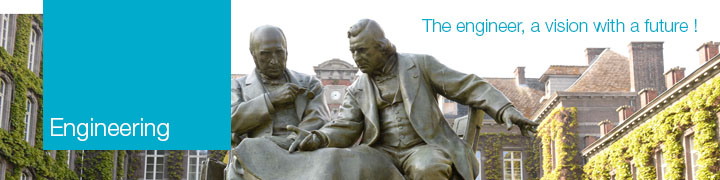 The engineer, a vision with a future !
Engineering